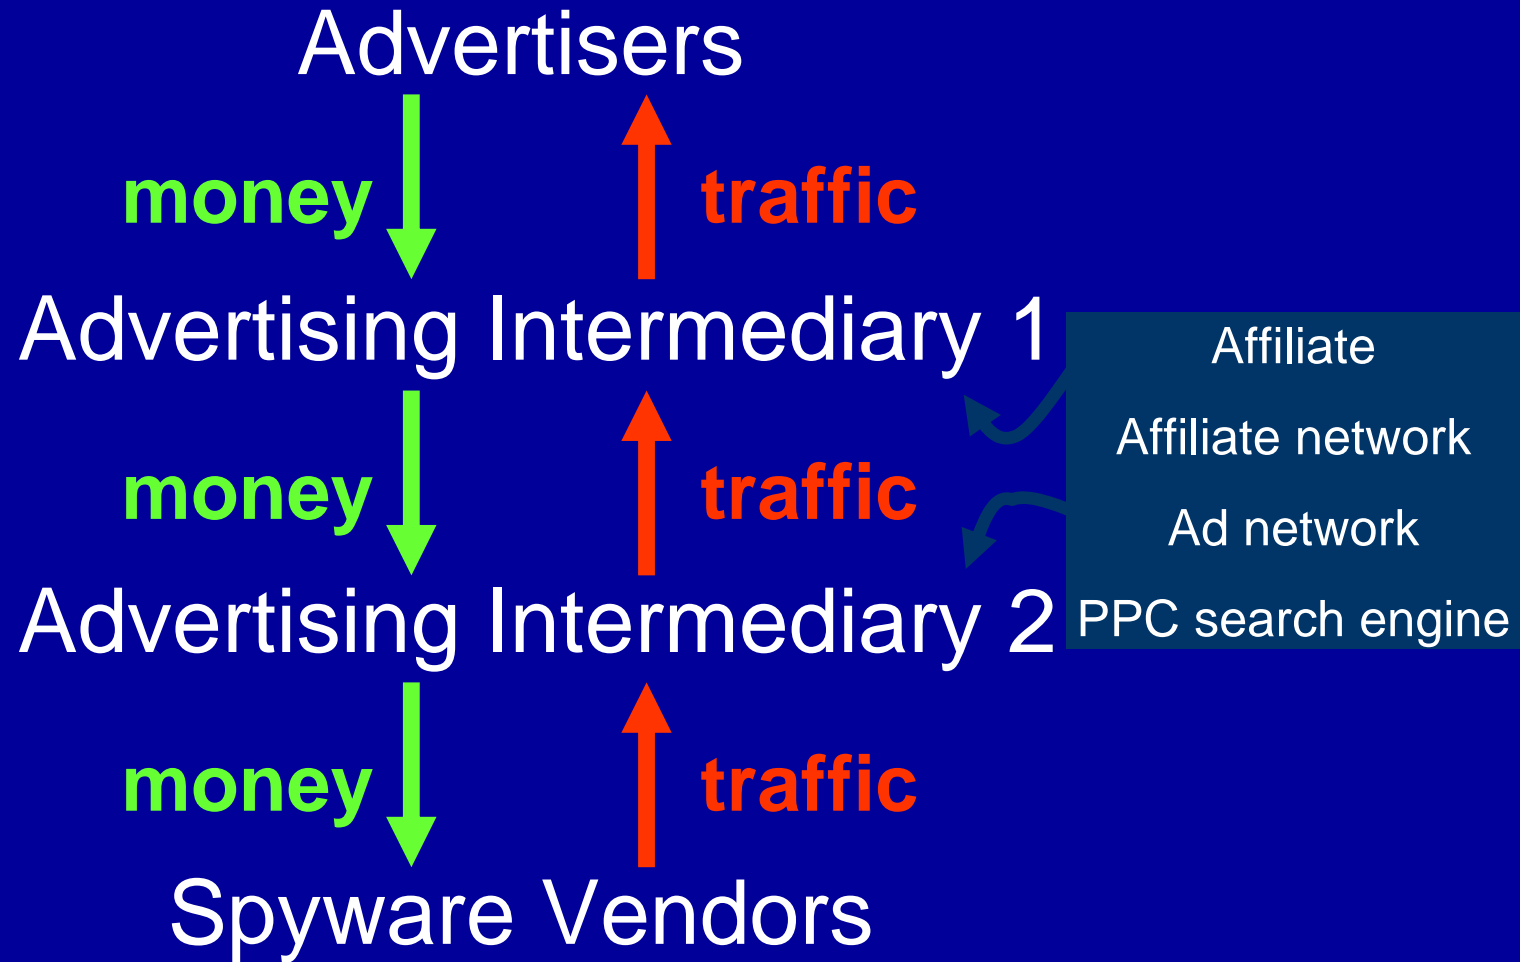 Advertisers
money traffic
Advertising Intermediary 1
Affiliate
Affiliate network
money traffic
Ad network
Advertising Intermediary 2
PPC search engine
money traffic
Spyware Vendors